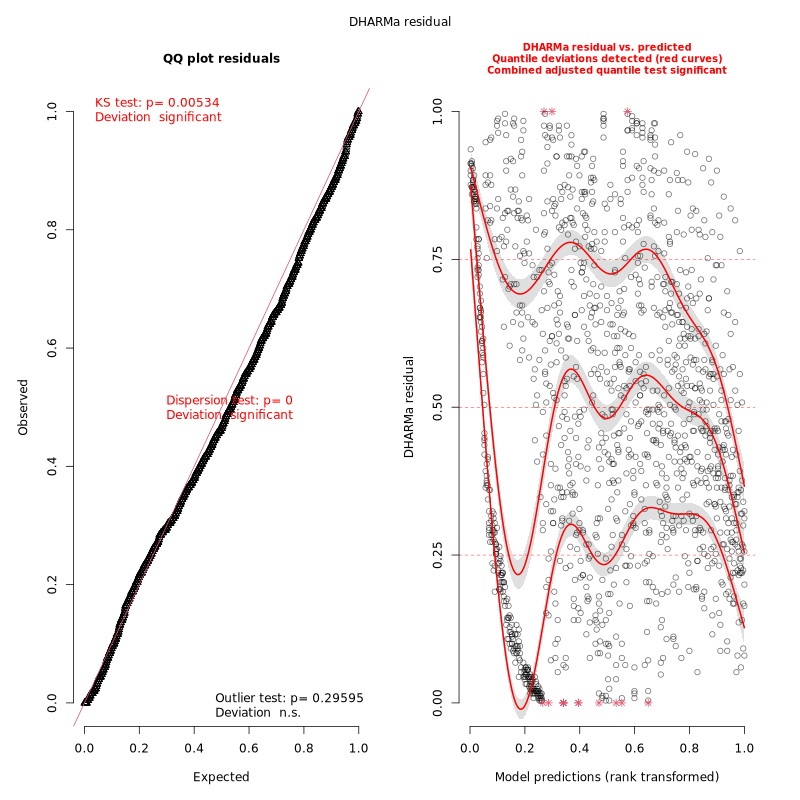 DHARMa residual
QQ plot residuals
KS test: p= 0.00534
Deviation significant
Dispersion test: p= 0
Deviation significant
Outlier test: p= 0.29595
Deviation n.s.
Observed
0.0 0.2 0.4 0.6 0.8 1.0
0.0 0.2 0.4 0.6 0.8 1.0
Expected
DHARMa residual vs. predicted
Quantile deviations detected (red curves)
Combined adjusted quantile test significant
DHARMa residual
0.00 0.25 0.50 0.75 1.00
0.0 0.2 0.4 0.6 0.8 1.0
Model predictions (rank transformed)